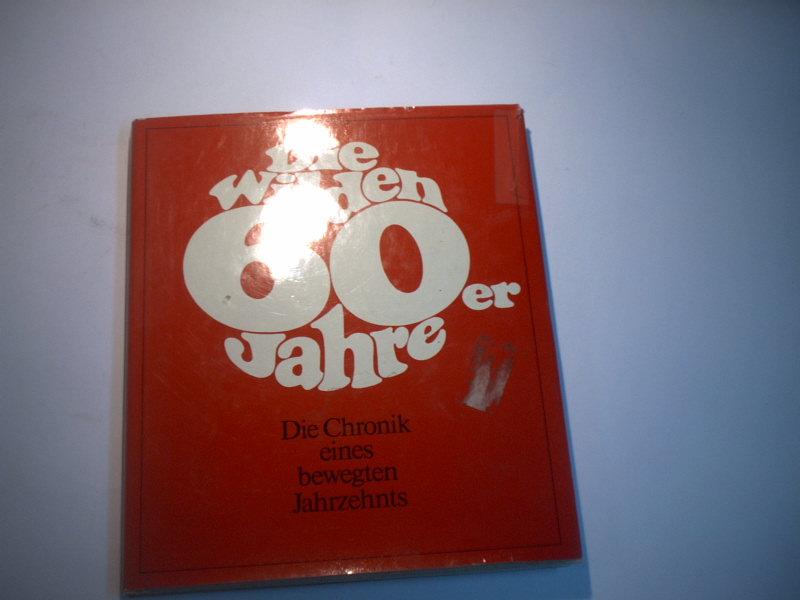 Die
wilden
60er
Jahre
Die Chronik
eines
bewegten
Jahrzehnts